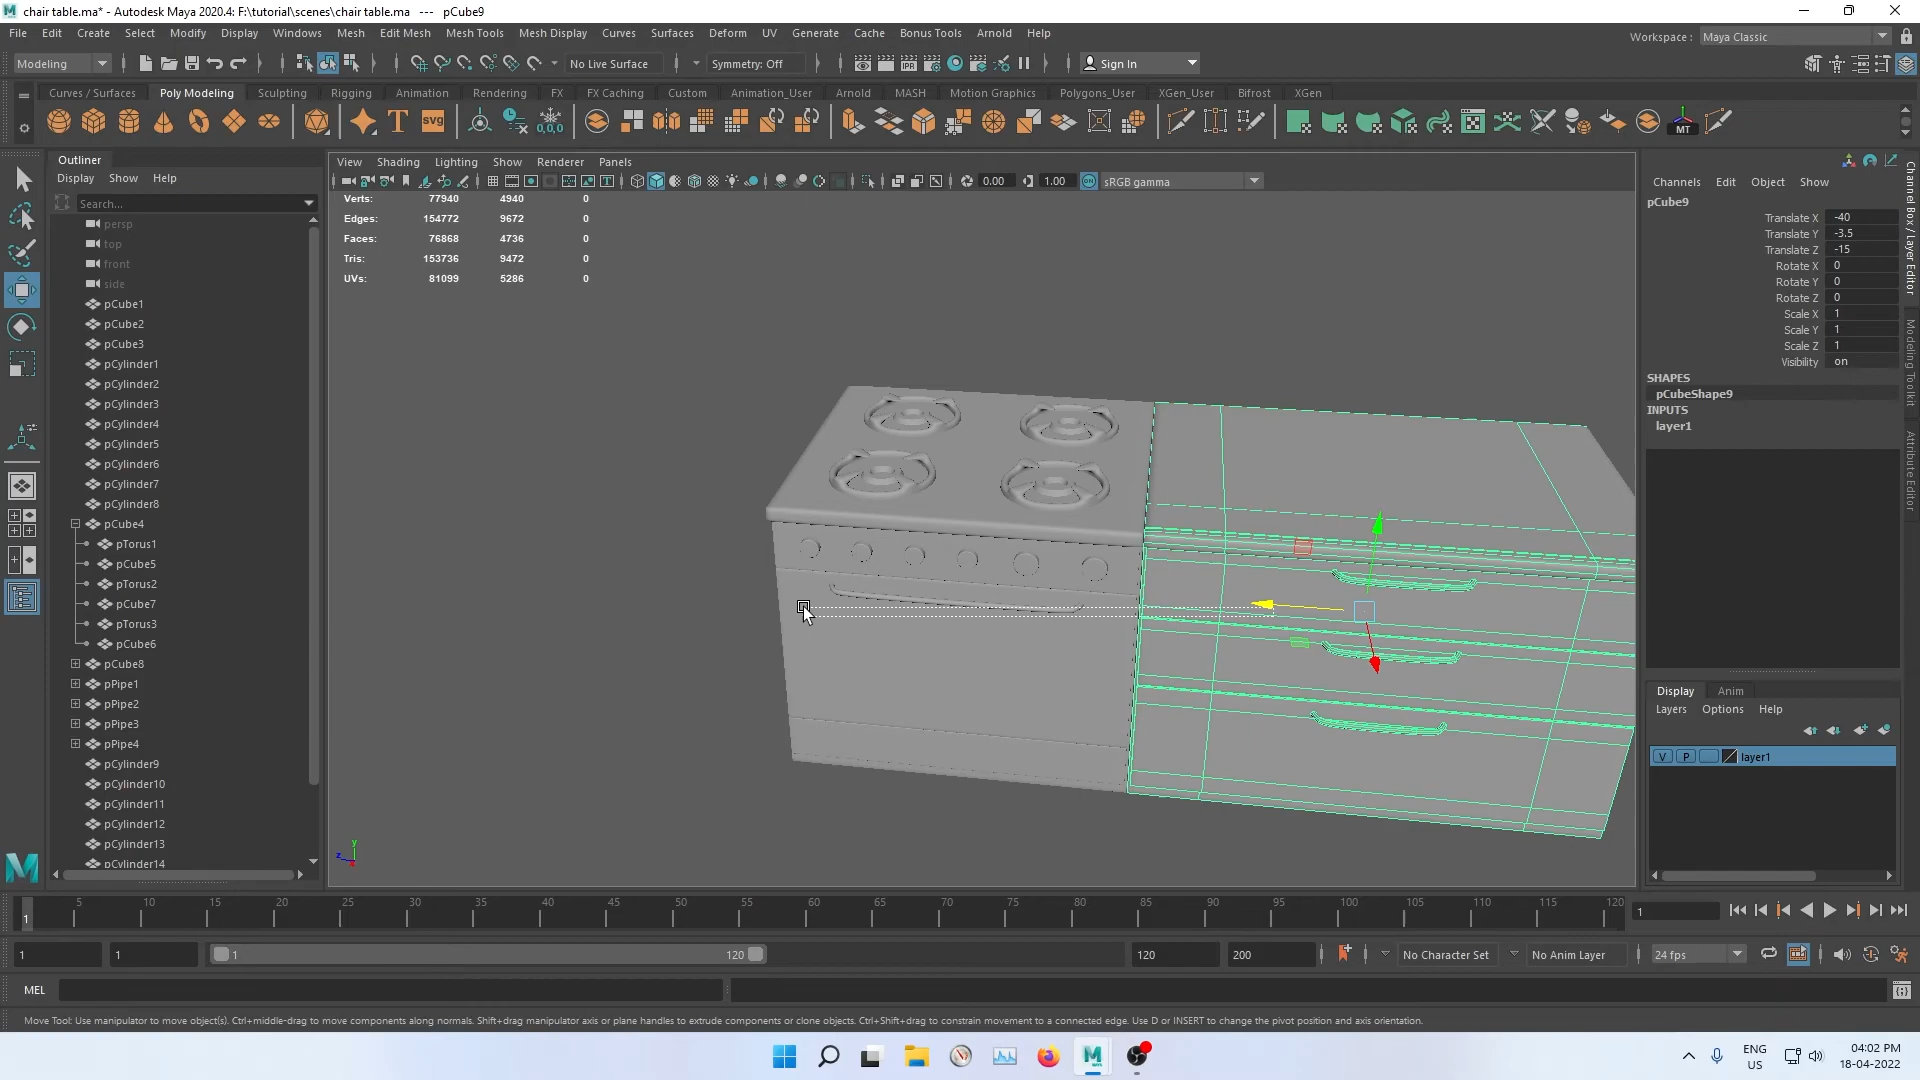 chair table.ma* - Autodesk Maya 2020.4: F:\tutorial\scenes\chair table.ma --- pCube9
File Edit Create Select Modify Display Windows Mesh Edit Mesh Mesh Tools Mesh Display Curves Surfaces Deform UV Generate Cache Bonus Tools Arnold Help
Workspace : Maya Classic
Modeling No Live Surface Symmetry: Off Sign In
Curves / Surfaces Poly Modeling Sculpting Rigging Animation Rendering FX FX Caching Custom Animation_User Arnold MASH Motion Graphics Polygons_User XGen_User Bifrost XGen
svg
0,0,0
MT
Outliner
Display Show Help
Search...
persp
top
front
side
pCube1
pCube2
pCube3
pCylinder1
pCylinder2
pCylinder3
pCylinder4
pCylinder5
pCylinder6
pCylinder7
pCylinder8
pCube4
pTorus1
pCube5
pTorus2
pCube7
pTorus3
pCube6
pCube8
pPipe1
pPipe2
pPipe3
pPipe4
pCylinder9
pCylinder10
pCylinder11
pCylinder12
pCylinder13
pCylinder14
View Shading Lighting Show Renderer Panels
0.00 1.00 sRGB gamma
Verts: 77940 4940 0
Edges: 154772 9672 0
Faces: 76868 4736 0
Tris: 153736 9472 0
UVs: 81099 5286 0
y
z
Channels Edit Object Show
pCube9
Translate X -40
Translate Y -3.5
Translate Z -15
Rotate X 0
Rotate Y 0
Rotate Z 0
Scale X 1
Scale Y 1
Scale Z 1
Visibility on
SHAPES
pCubeShape9
INPUTS
layer1
Channel Box / Layer Editor
Modeling Toolkit
Attribute Editor
Display Anim
Layers Options Help
V P layer1
1 5 10 15 20 25 30 35 40 45 50 55 60 65 70 75 80 85 90 95 100 105 110 115 120
1
1 1 1 120 120 200 No Character Set No Anim Layer 24 fps
MEL
Move Tool: Use manipulator to move object(s). Ctrl+middle-drag to move components along normals. Shift+drag manipulator axis or plane handles to extrude components or clone objects. Ctrl+Shift+drag to constrain movement to a connected edge. Use D or INSERT to change the pivot position and axis orientation.
ENG
US
04:02 PM
18-04-2022